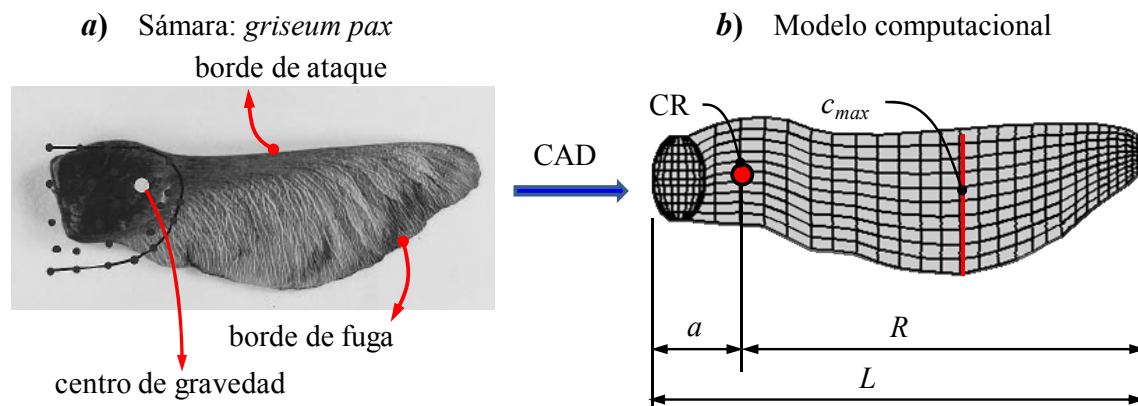 a) Sámara: griseum pax
borde de ataque
borde de fuga
centro de gravedad
CAD
b) Modelo computacional
CR
c_max
a
R
L